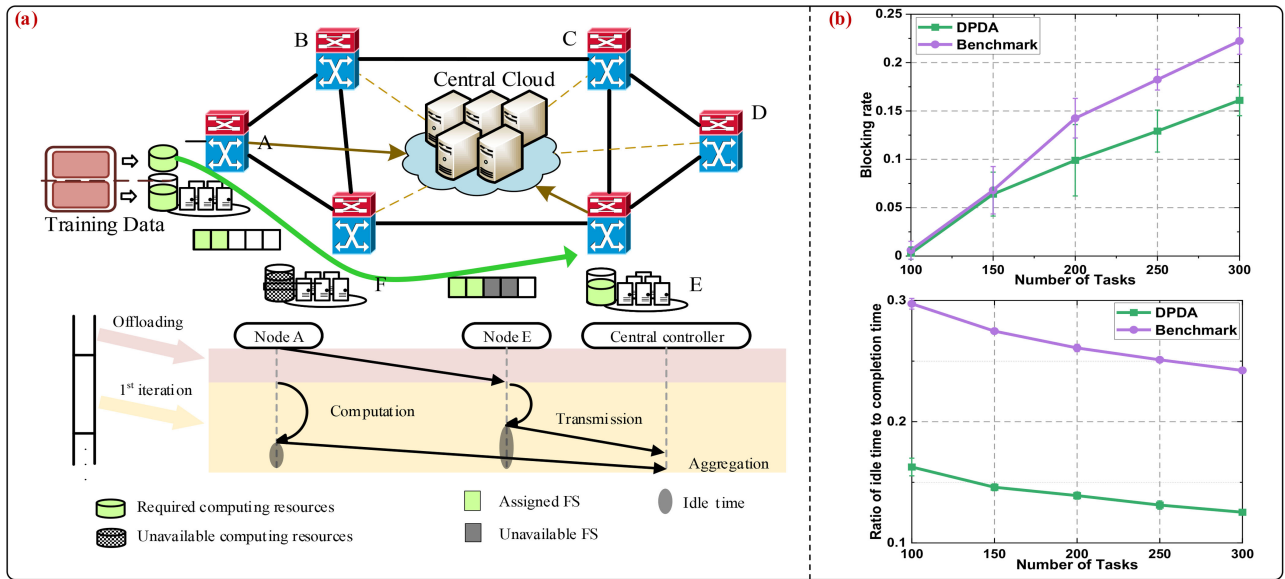 (a)
B
C
Central Cloud
D
A
Training Data
F
E
Offloading
Node A
Node E
Central controller
1st iteration
Computation
Transmission
Aggregation
Required computing resources
Assigned FS
Idle time
Unavailable computing resources
Unavailable FS
(b)
0.25
0.2
0.15
0.1
0.05
0
Blocking rate
DPDA
Benchmark
100
150
200
250
300
Number of Tasks
0.3
0.2
0.1
Ratio of idle time to completion time
DPDA
Benchmark
100
150
200
250
300
Number of Tasks